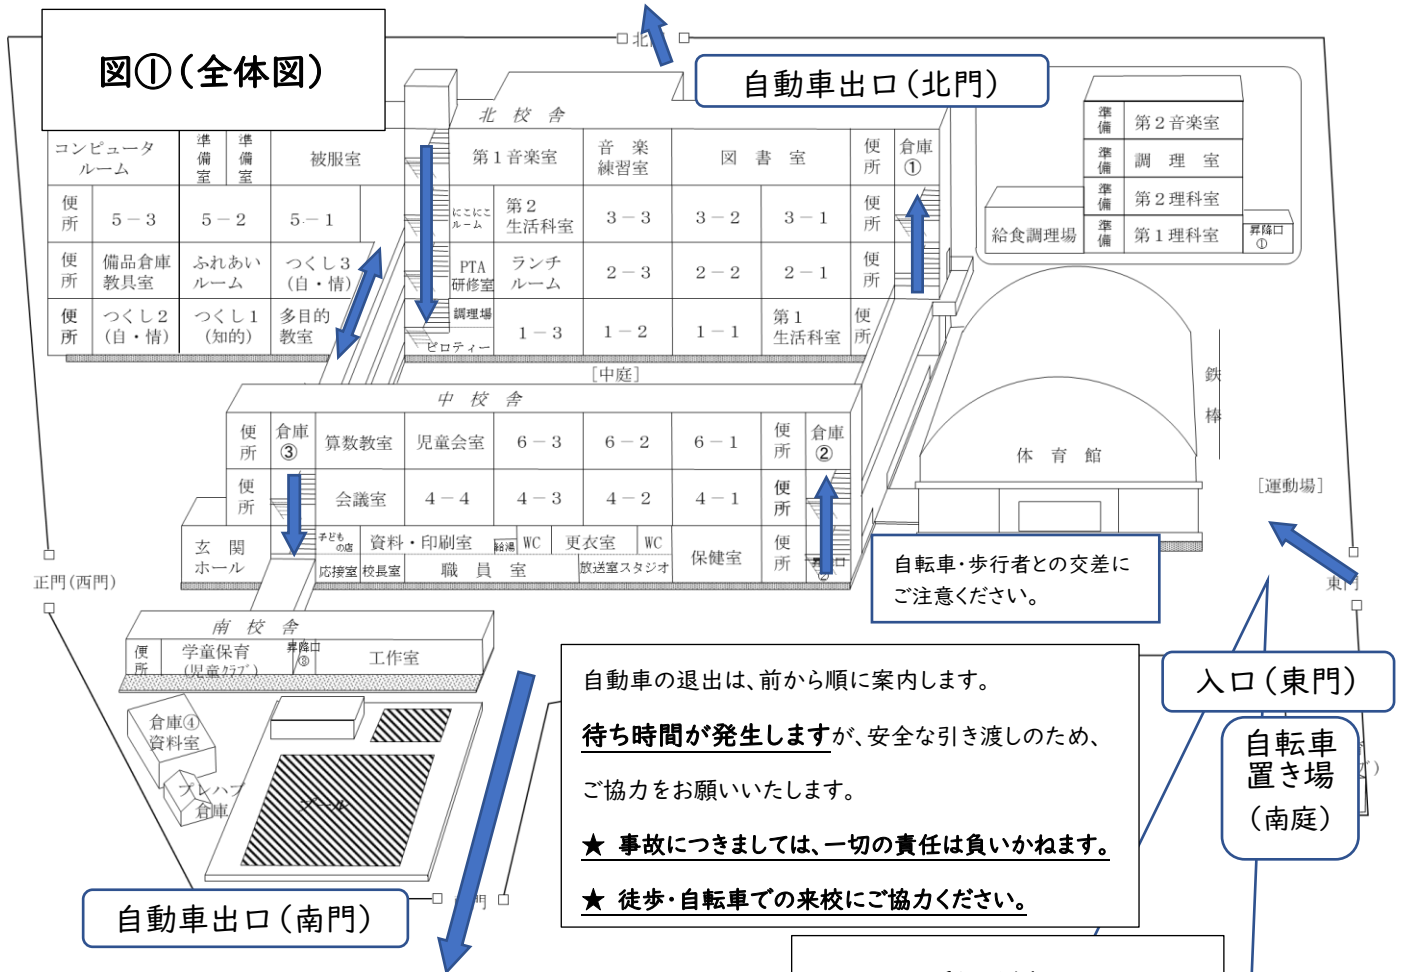 図①(全体図)
自動車出口(北門)
北校舎
コンピュータ
ルーム
準備室
準備室
被服室
第1音楽室
音楽
練習室
図書室
便所
倉庫
①
便所
5-3
5-2
5-1
にこにこ
ルーム
第2
生活科室
3-3
3-2
3-1
便所
便所
備品倉庫
教具室
ふれあい
ルーム
つくし3
(自・情)
PTA
研修室
ランチ
ルーム
2-3
2-2
2-1
便所
便所
つくし2
(自・情)
つくし1
(知的)
多目的
教室
調理場
ピロティー
1-3
1-2
1-1
第1
生活科室
便所
準備
第2音楽室
準備
調理室
準備
第2理科室
給食調理場
準備
第1理科室
昇降口
①
[中庭]
中校舎
便所
倉庫
③
算数教室
児童会室
6-3
6-2
6-1
便所
倉庫
②
便所
会議室
4-4
4-3
4-2
4-1
便所
玄関
ホール
子ども
の店
資料・印刷室
給湯
WC
更衣室
WC
保健室
便所
応接室
校長室
職員室
放送室スタジオ
体育館
鉄棒
[運動場]
正門(西門)
東門
自転車・歩行者との交差に
ご注意ください。
南校舎
便所
学童保育
(児童クラブ)
昇降口
③
工作室
倉庫④
資料室
プレハブ
倉庫
プール
自動車の退出は、前から順に案内します。
待ち時間が発生しますが、安全な引き渡しのため、
ご協力をお願いいたします。
★ 事故につきましては、一切の責任は負いかねます。
★ 徒歩・自転車での来校にご協力ください。
入口(東門)
自転車
置き場
(南庭)
自動車出口(南門)